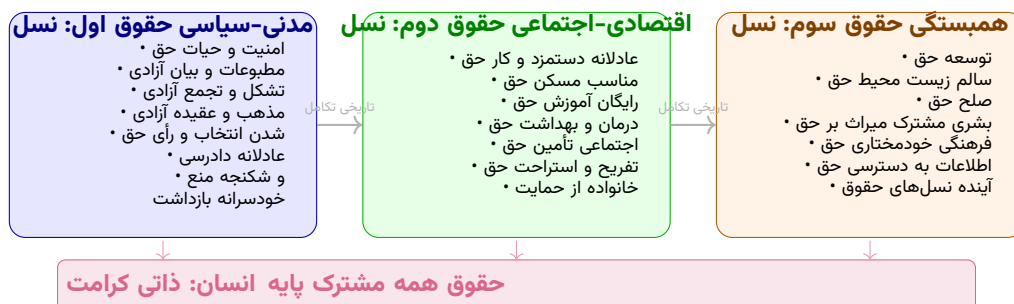 مدنی-سیاسی حقوق اول: نسل
امنیت و حیات حق •
مطبوعات و بیان آزادی •
تشکل و تجمع آزادی •
مذهب و عقیده آزادی •
شدن انتخاب و رأی حق •
عادلانه دادرسی •
و شکنجه منع •
خودسرانه بازداشت
تاریخی تکامل
اقتصادی-اجتماعی حقوق دوم: نسل
عادلانه دستمزد و کار حق •
مناسب مسکن حق •
رایگان آموزش حق •
درمان و بهداشت حق •
اجتماعی تأمین حق •
تفریح و استراحت حق •
خانواده از حمایت •
تاریخی تکامل
همبستگی حقوق سوم: نسل
توسعه حق •
سالم زیست محیط حق •
صلح حق •
بشری مشترک میراث بر حق •
فرهنگی خودمختاری حق •
اطلاعات به دسترسی حق •
آینده نسل‌های حقوق •
حقوق همه مشترک پایه انسان: ذاتی کرامت